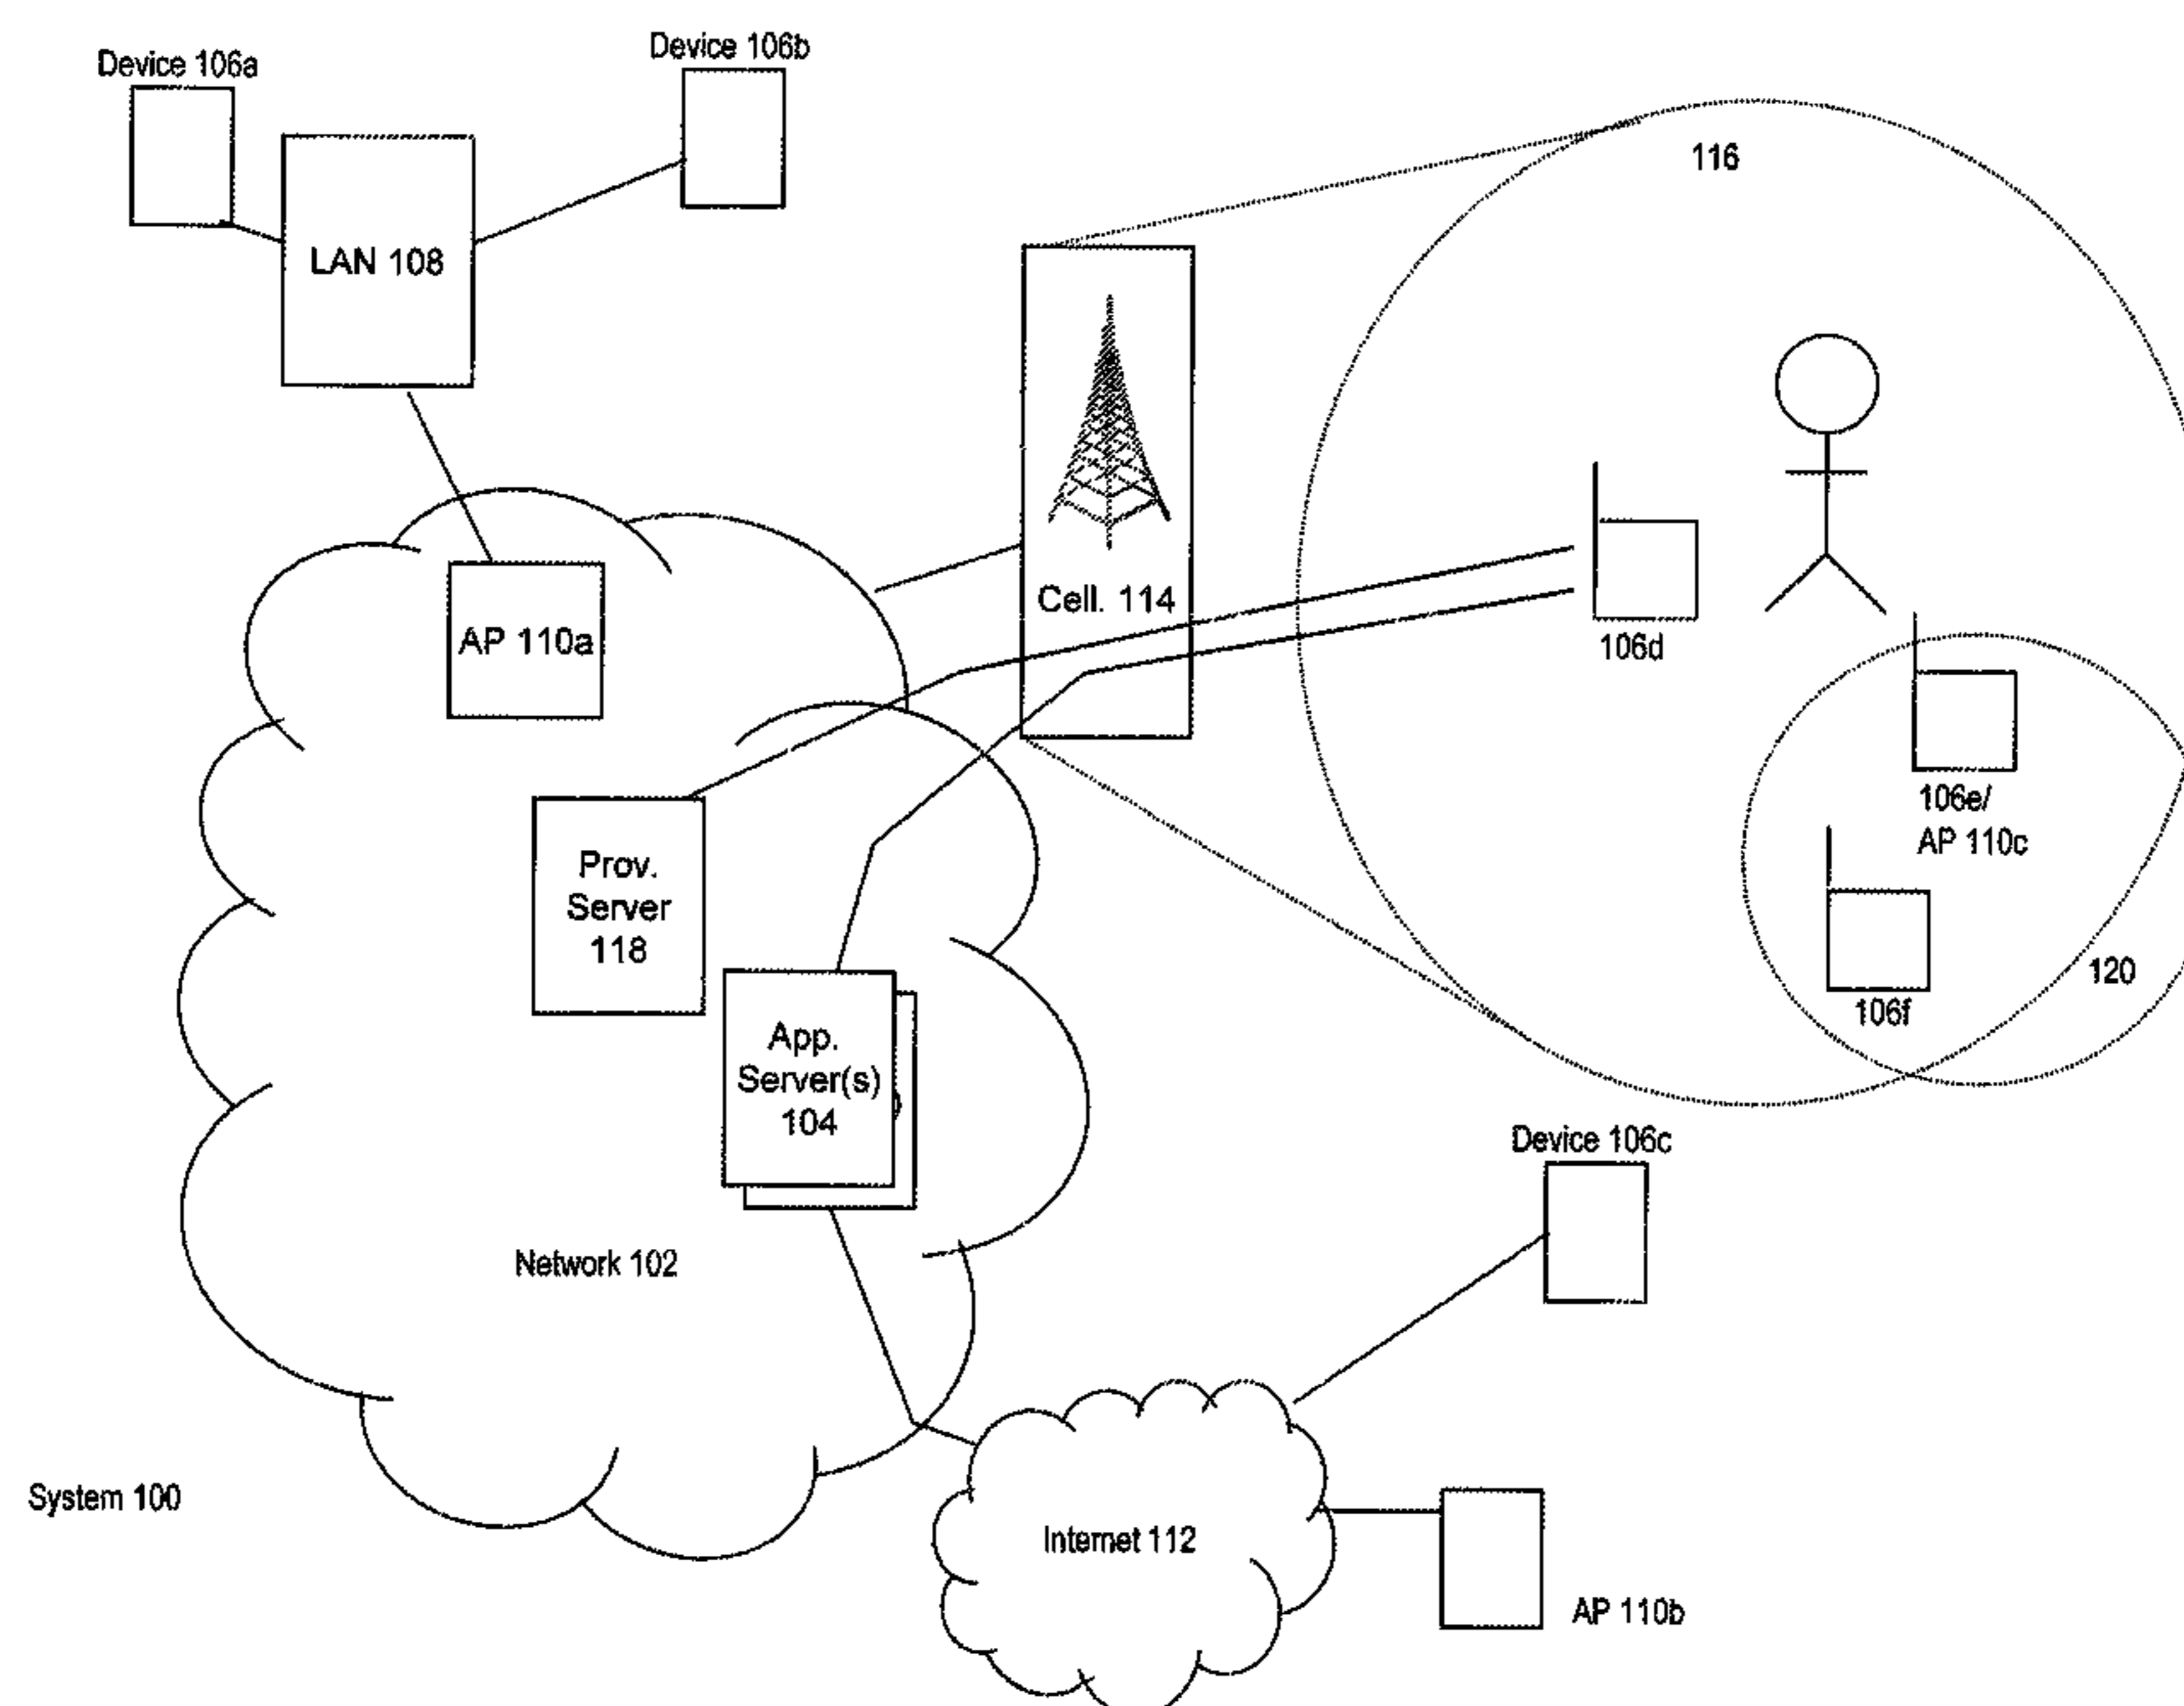 Device 106a
Device 106b
116
LAN 108
Cell. 114
AP 110a
106d
106e/
AP 110c
Prov.
Server
118
120
106f
App.
Server(s)
104
Device 106c
Network 102
System 100
Internet 112
AP 110b